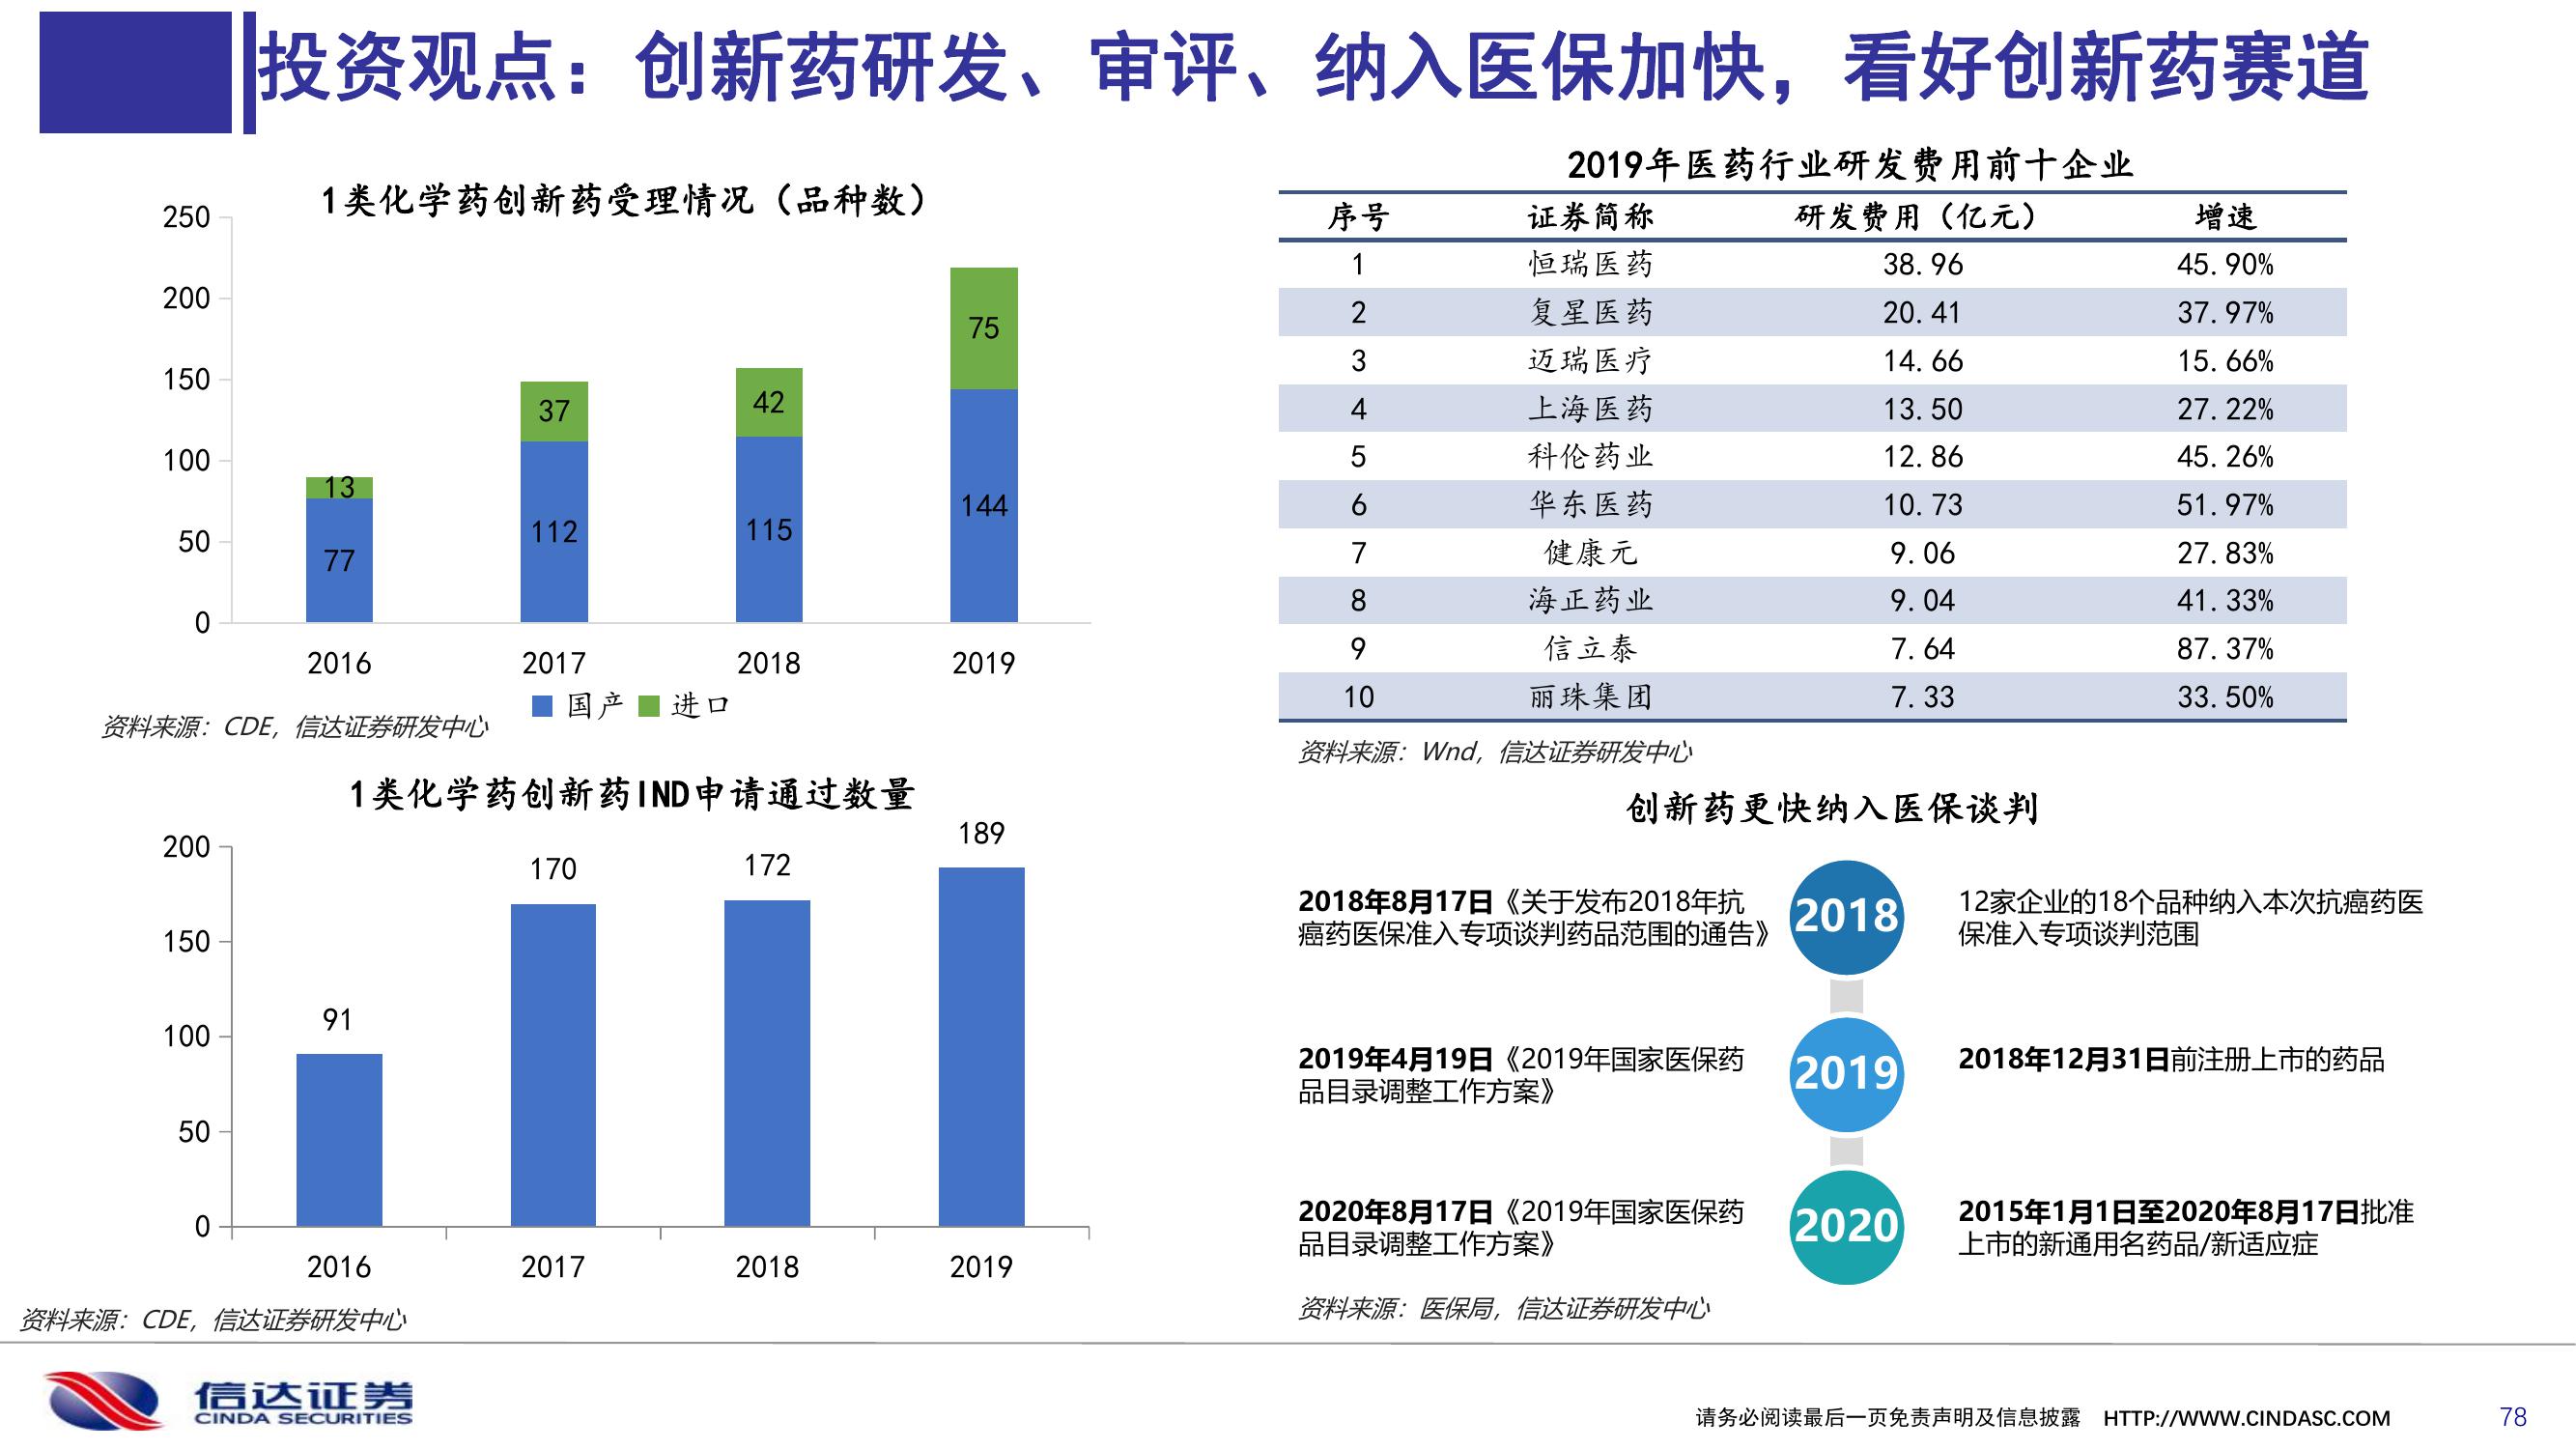 投资观点：创新药研发、审评、纳入医保加快，看好创新药赛道
1类化学药创新药受理情况（品种数）
250
200
150
100
50
0
13
77
37
112
42
115
75
144
2016
2017
2018
2019
国产
进口
资料来源：CDE，信达证券研发中心
1类化学药创新药IND申请通过数量
200
150
100
50
0
91
170
172
189
2016
2017
2018
2019
资料来源：CDE，信达证券研发中心
2019年医药行业研发费用前十企业
序号 证券简称 研发费用（亿元） 增速
1 恒瑞医药 38.96 45.90%
2 复星医药 20.41 37.97%
3 迈瑞医疗 14.66 15.66%
4 上海医药 13.50 27.22%
5 科伦药业 12.86 45.26%
6 华东医药 10.73 51.97%
7 健康元 9.06 27.83%
8 海正药业 9.04 41.33%
9 信立泰 7.64 87.37%
10 丽珠集团 7.33 33.50%
资料来源：Wnd，信达证券研发中心
创新药更快纳入医保谈判
2018年8月17日《关于发布2018年抗
癌药医保准入专项谈判药品范围的通告》
2018
12家企业的18个品种纳入本次抗癌药医
保准入专项谈判范围
2019年4月19日《2019年国家医保药
品目录调整工作方案》
2019
2018年12月31日前注册上市的药品
2020年8月17日《2019年国家医保药
品目录调整工作方案》
2020
2015年1月1日至2020年8月17日批准
上市的新通用名药品/新适应症
资料来源：医保局，信达证券研发中心
信达证券
CINDA SECURITIES
请务必阅读最后一页免责声明及信息披露 HTTP://WWW.CINDASC.COM
78